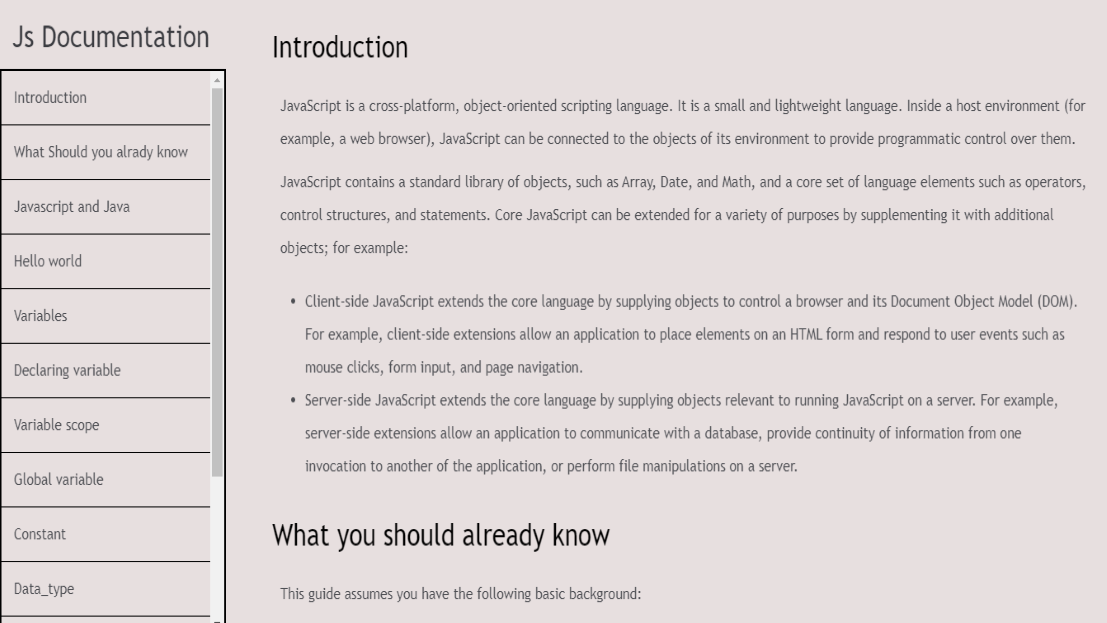 Js Documentation
Introduction
What Should you alrady know
Javascript and Java
Hello world
Variables
Declaring variable
Variable scope
Global variable
Constant
Data_type
Introduction
JavaScript is a cross-platform, object-oriented scripting language. It is a small and lightweight language. Inside a host environment (for
example, a web browser), JavaScript can be connected to the objects of its environment to provide programmatic control over them.
JavaScript contains a standard library of objects, such as Array, Date, and Math, and a core set of language elements such as operators,
control structures, and statements. Core JavaScript can be extended for a variety of purposes by supplementing it with additional
objects; for example:
• Client-side JavaScript extends the core language by supplying objects to control a browser and its Document Object Model (DOM).
For example, client-side extensions allow an application to place elements on an HTML form and respond to user events such as
mouse clicks, form input, and page navigation.
• Server-side JavaScript extends the core language by supplying objects relevant to running JavaScript on a server. For example,
server-side extensions allow an application to communicate with a database, provide continuity of information from one
invocation to another of the application, or perform file manipulations on a server.
What you should already know
This guide assumes you have the following basic background: